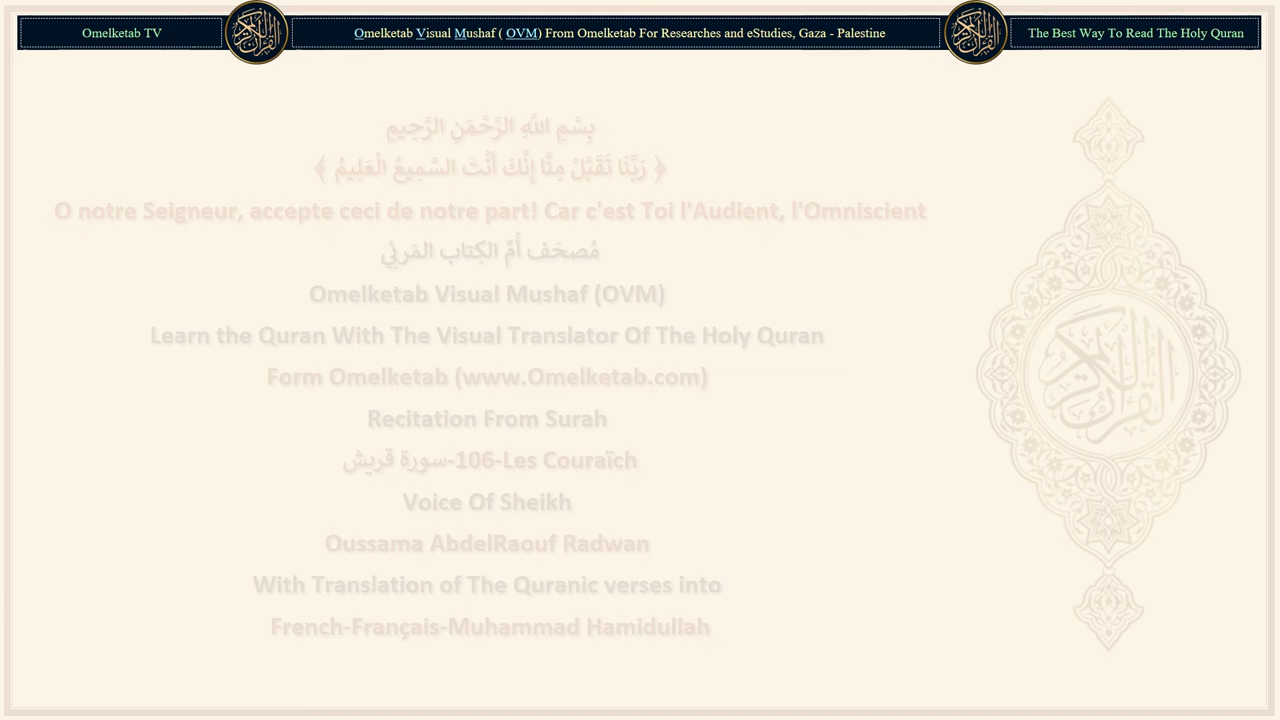 Omelketab TV
Omelketab Visual Mushaf ( OVM) From Omelketab For Researches and eStudies, Gaza - Palestine
The Best Way To Read The Holy Quran
بِسْمِ اللَّهِ الرَّحْمَنِ الرَّحِيمِ
﴿ رَبَّنَا تَقَبَّلْ مِنَّا إِنَّكَ أَنْتَ السَّمِيعُ الْعَلِيمُ ﴾
O notre Seigneur, accepte ceci de notre part! Car c'est Toi l'Audient, l'Omniscient
مُصحَف أُمِّ الكِتاب المَرئِي
Omelketab Visual Mushaf (OVM)
Learn the Quran With The Visual Translator Of The Holy Quran
Form Omelketab (www.Omelketab.com)
Recitation From Surah
سورة قريش-106-Les Couraïch
Voice Of Sheikh
Oussama AbdelRaouf Radwan
With Translation of The Quranic verses into
French-Français-Muhammad Hamidullah
القرآن الكريم